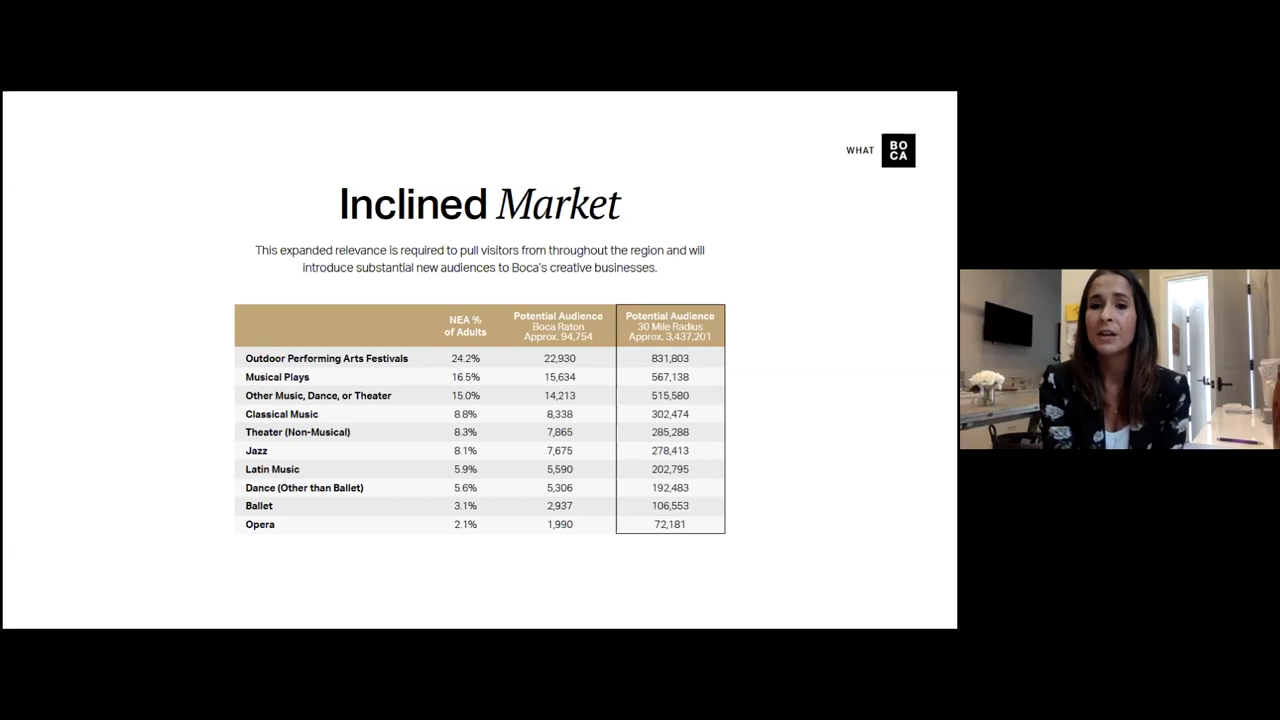 WHAT
BO
CA
Inclined Market
This expanded relevance is required to pull visitors from throughout the region and will
introduce substantial new audiences to Boca's creative businesses.
NEA %
of Adults
Potential Audience
Boca Raton
Approx. 94,754
Potential Audience
30 Mile Radius
Approx. 3,437,201
Outdoor Performing Arts Festivals 24.2% 22,930 831,803
Musical Plays 16.5% 15,634 567,138
Other Music, Dance, or Theater 15.0% 14,213 515,580
Classical Music 8.8% 8,338 302,474
Theater (Non-Musical) 8.3% 7,865 285,288
Jazz 8.1% 7,675 278,413
Latin Music 5.9% 5,590 202,795
Dance (Other than Ballet) 5.6% 5,306 192,483
Ballet 3.1% 2,937 106,553
Opera 2.1% 1,990 72,181